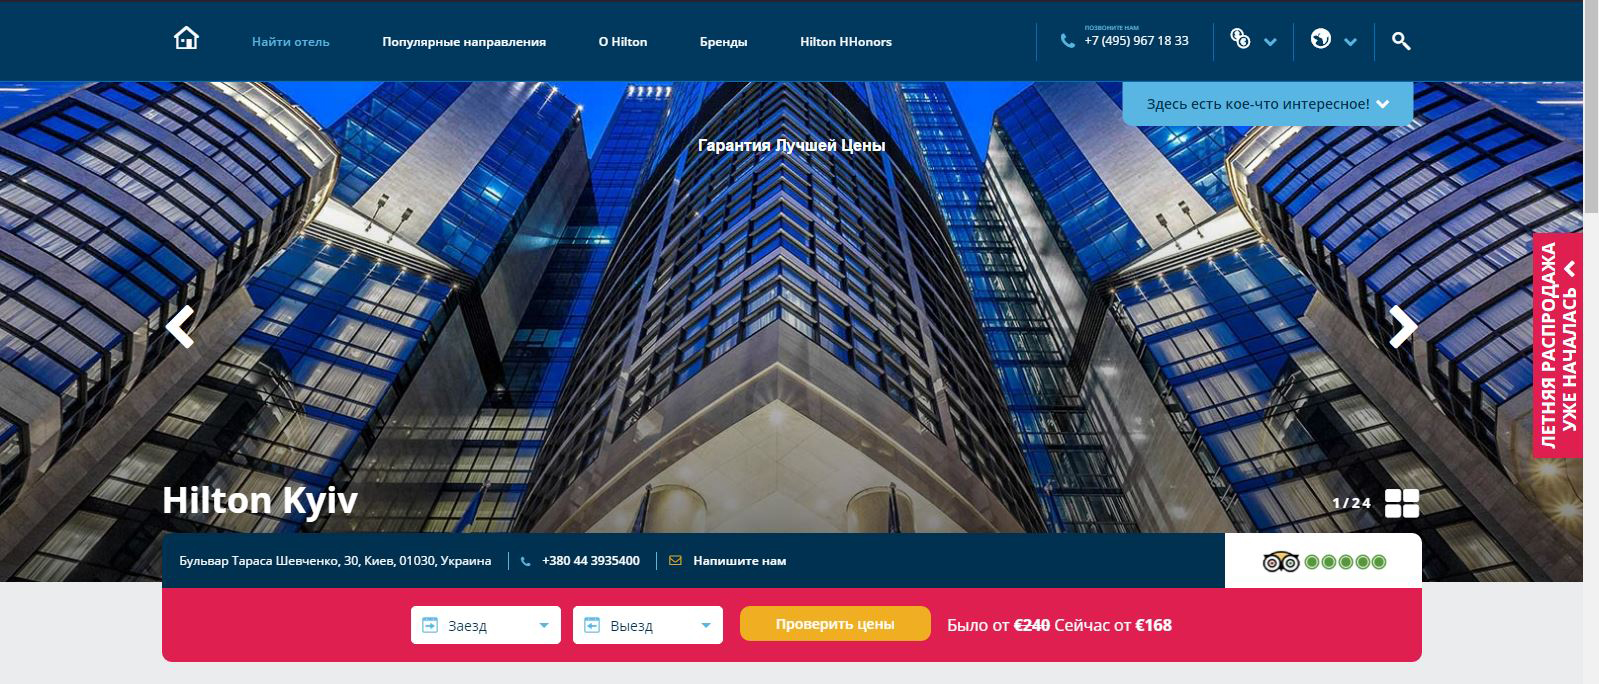 Найти отель
Популярные направления
О Hilton
Бренды
Hilton HHonors
ПОЗВОНИТЕ НАМ
+7 (495) 967 18 33
Здесь есть кое-что интересное!
Гарантия Лучшей Цены
ЛЕТНЯЯ РАСПРОДАЖА
УЖЕ НАЧАЛАСЬ
Hilton Kyiv
1/24
Бульвар Тараса Шевченко, 30, Киев, 01030, Украина
+380 44 3935400
Напишите нам
Заезд
Выезд
Проверить цены
Было от €240 Сейчас от €168